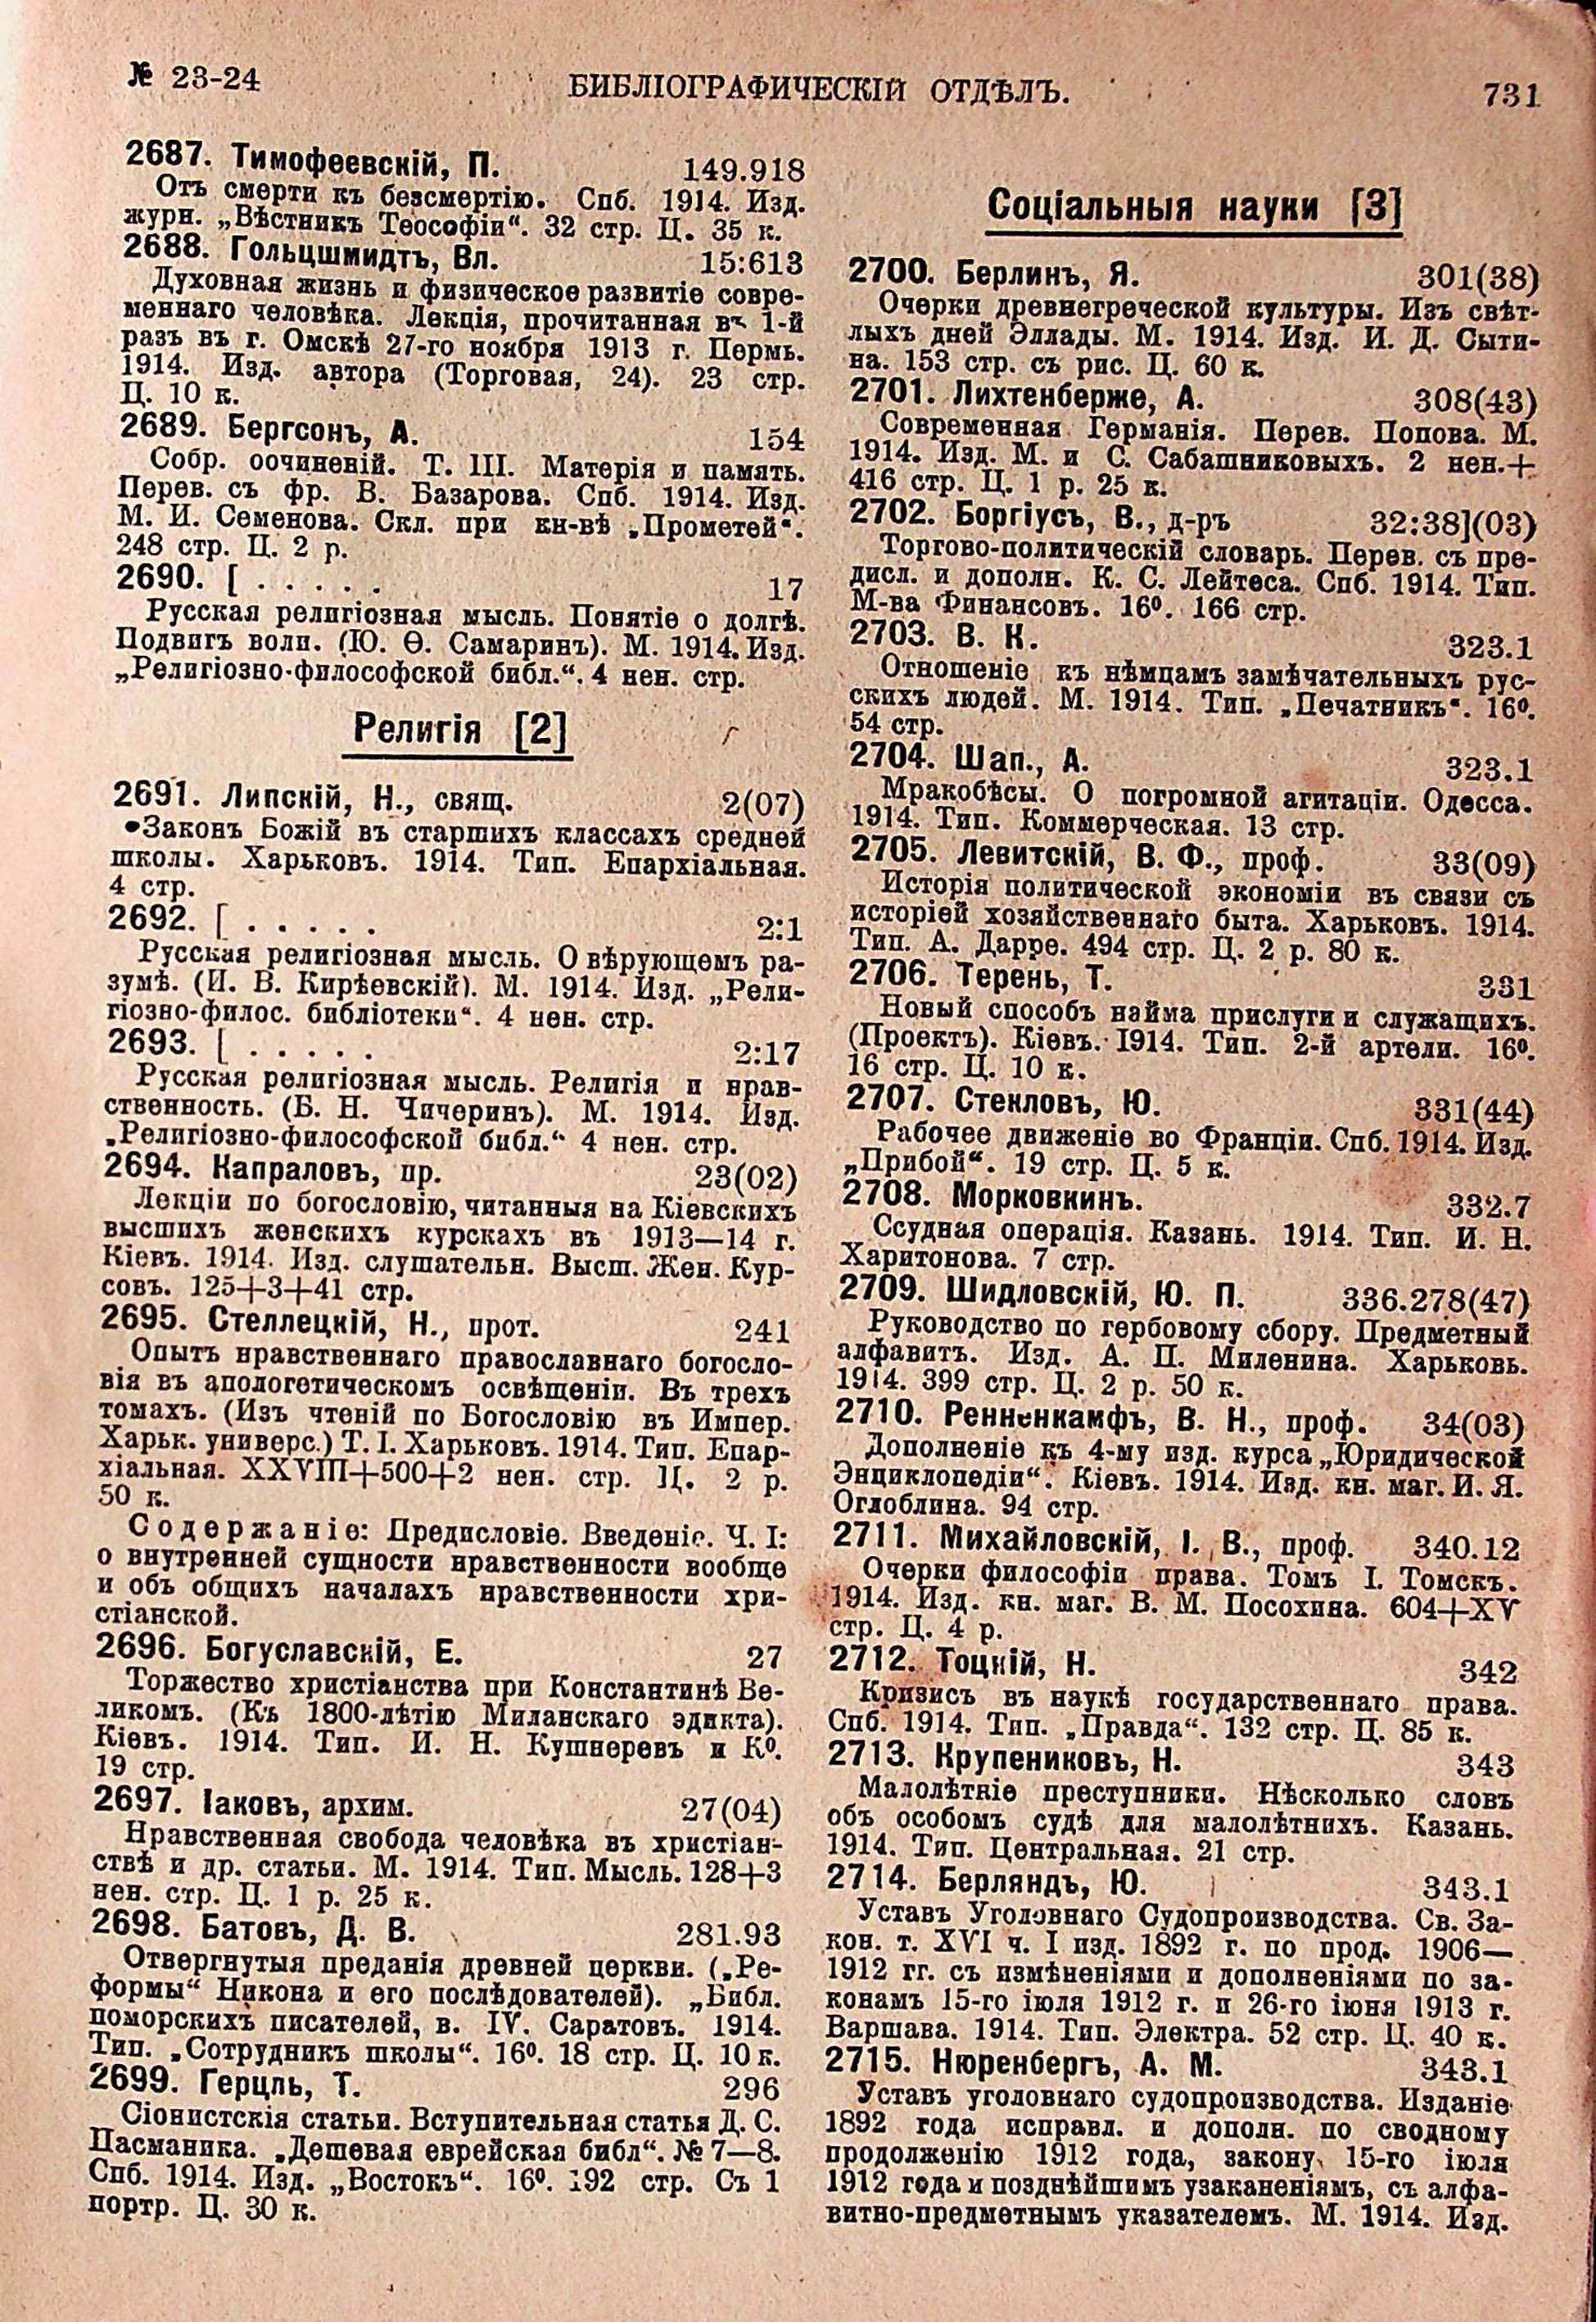 № 23-24
БИБЛІОГРАФИЧЕСКІЙ ОТДѢЛЪ.
731
2687. Тимофеевскій, П. 149.918
Отъ смерти къ безсмертію. Спб. 1914. Изд.
журн. „Вѣстникъ Теософіи“. 32 стр. Ц. 35 к.
2688. Гольцшмидтъ, Вл. 15:613
Духовная жизнь и физическое развитіе совре-
меннаго человѣка. Лекція, прочитанная въ 1-й
разъ въ г. Омскѣ 27-го ноября 1913 г. Пермь.
1914. Изд. автора (Торговая, 24). 23 стр.
Ц. 10 к.
2689. Бергсонъ, А. 154
Собр. оочиненій. Т. III. Матерія и память.
Перев. съ фр. В. Базарова. Спб. 1914. Изд.
М. И. Семенова. Скл. при кн-вѣ „Прометей“.
248 стр. Ц. 2 р.
2690. [ . . . . . 17
Русская религіозная мысль. Понятіе о долгѣ.
Подвигъ воли. (Ю. Ѳ. Самаринъ). М. 1914. Изд.
„Религіозно-философской библ.“. 4 нен. стр.
Религія [2]
2691. Липскій, Н., свящ. 2(07)
•Законъ Божій въ старшихъ классахъ средней
школы. Харьковъ. 1914. Тип. Епархіальная.
4 стр.
2692. [ . . . . . 2:1
Русская религіозная мысль. О вѣрующемъ ра-
зумѣ. (И. В. Кирѣевскій). М. 1914. Изд. „Рели-
гіозно-филос. библіотеки“. 4 нен. стр.
2693. [ . . . . . 2:17
Русская религіозная мысль. Религія и нрав-
ственность. (Б. Н. Чичеринъ). М. 1914. Изд.
„Религіозно-философской библ.“ 4 нен. стр.
2694. Капраловъ, пр. 23(02)
Лекціи по богословію, читанныя на Кіевскихъ
высшихъ женскихъ курскахъ въ 1913—14 г.
Кіевъ. 1914. Изд. слушательн. Высш. Жен. Кур-
совъ. 125+3+41 стр.
2695. Стеллецкій, Н., прот. 241
Опытъ нравственнаго православнаго богосло-
вія въ апологетическомъ освѣщеніи. Въ трехъ
томахъ. (Изъ чтеній по Богословію въ Импер.
Харьк. универс.) Т. I. Харьковъ. 1914. Тип. Епар-
хіальная. XXVIII+500+2 нен. стр. Ц. 2 р.
50 к.
Содержаніе: Предисловіе. Введеніе. Ч. I:
о внутренней сущности нравственности вообще
и объ общихъ началахъ нравственности хри-
стіанской.
2696. Богуславскій, Е. 27
Торжество христіанства при Константинѣ Ве-
ликомъ. (Къ 1800-лѣтію Миланскаго эдикта).
Кіевъ. 1914. Тип. И. Н. Кушнеревъ и К⁰.
19 стр.
2697. Іаковъ, архим. 27(04)
Нравственная свобода человѣка въ христіан-
ствѣ и др. статьи. М. 1914. Тип. Мысль. 128+3
нен. стр. Ц. 1 р. 25 к.
2698. Батовъ, Д. В. 281.93
Отвергнутыя преданія древней церкви. („Ре-
формы“ Никона и его послѣдователей). „Библ.
поморскихъ писателей, в. IV. Саратовъ. 1914.
Тип. „Сотрудникъ школы“. 16⁰. 18 стр. Ц. 10 к.
2699. Герцль, Т. 296
Сіонистскія статьи. Вступительная статья Д. С.
Пасманика. „Дешевая еврейская библ“. № 7—8.
Спб. 1914. Изд. „Востокъ“. 16⁰. 192 стр. Съ 1
портр. Ц. 30 к.
Соціальныя науки [3]
2700. Берлинъ, Я. 301(38)
Очерки древнегреческой культуры. Изъ свѣт-
лыхъ дней Эллады. М. 1914. Изд. И. Д. Сыти-
на. 153 стр. съ рис. Ц. 60 к.
2701. Лихтенберже, А. 308(43)
Современная Германія. Перев. Попова. М.
1914. Изд. М. и С. Сабашниковыхъ. 2 нен.+
416 стр. Ц. 1 р. 25 к.
2702. Боргіусъ, В., д-ръ 32:38](03)
Торгово-политическій словарь. Перев. съ пре-
дисл. и дополн. К. С. Лейтеса. Спб. 1914. Тип.
М-ва Финансовъ. 16⁰. 166 стр.
2703. В. К. 323.1
Отношеніе къ нѣмцамъ замѣчательныхъ рус-
скихъ людей. М. 1914. Тип. „Печатникъ“. 16⁰.
54 стр.
2704. Шап., А. 323.1
Мракобѣсы. О погромной агитаціи. Одесса.
1914. Тип. Коммерческая. 13 стр.
2705. Левитскій, В. Ф., проф. 33(09)
Исторія политической экономіи въ связи съ
исторіей хозяйственнаго быта. Харьковъ. 1914.
Тип. А. Дарре. 494 стр. Ц. 2 р. 80 к.
2706. Терень, Т. 331
Новый способъ найма прислуги и служащихъ.
(Проектъ). Кіевъ. 1914. Тип. 2-й артели. 16⁰.
16 стр. Ц. 10 к.
2707. Стекловъ, Ю. 331(44)
Рабочее движеніе во Франціи. Спб. 1914. Изд.
„Прибой“. 19 стр. Ц. 5 к.
2708. Морковкинъ. 332.7
Ссудная операція. Казань. 1914. Тип. И. Н.
Харитонова. 7 стр.
2709. Шидловскій, Ю. П. 336.278(47)
Руководство по гербовому сбору. Предметный
алфавитъ. Изд. А. П. Миленина. Харьковь.
1914. 399 стр. Ц. 2 р. 50 к.
2710. Ренненкамфъ, В. Н., проф. 34(03)
Дополненіе къ 4-му изд. курса „Юридической
Энциклопедіи“. Кіевъ. 1914. Изд. кн. маг. И. Я.
Оглоблина. 94 стр.
2711. Михайловскій, І. В., проф. 340.12
Очерки философіи права. Томъ I. Томскъ.
1914. Изд. кн. маг. В. М. Посохина. 604+XV
стр. Ц. 4 р.
2712. Тоцкій, Н. 342
Кризисъ въ наукѣ государственнаго права.
Спб. 1914. Тип. „Правда“. 132 стр. Ц. 85 к.
2713. Крупениковъ, Н. 343
Малолѣтніе преступники. Нѣсколько словъ
объ особомъ судѣ для малолѣтнихъ. Казань.
1914. Тип. Центральная. 21 стр.
2714. Берляндъ, Ю. 343.1
Уставъ Уголовнаго Судопроизводства. Св. За-
кон. т. XVI ч. I изд. 1892 г. по прод. 1906—
1912 гг. съ измѣненіями и дополненіями по за-
конамъ 15-го іюля 1912 г. и 26-го іюня 1913 г.
Варшава. 1914. Тип. Электра. 52 стр. Ц. 40 к.
2715. Нюренбергъ, А. М. 343.1
Уставъ уголовнаго судопроизводства. Изданіе
1892 года исправл. и дополн. по сводному
продолженію 1912 года, закону 15-го іюля
1912 года и позднѣйшимъ узаканеніямъ, съ алфа-
витно-предметнымъ указателемъ. М. 1914. Изд.